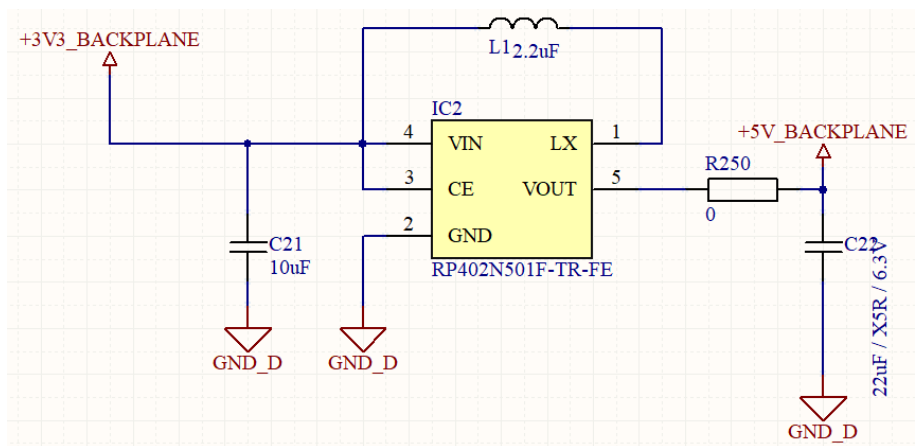 +3V3_BACKPLANE
L1
2.2uF
IC2
4
VIN
LX
1
3
CE
VOUT
5
2
GND
RP402N501F-TR-FE
+5V_BACKPLANE
R250
0
C21
10uF
C22
22uF / X5R / 6.3V
GND_D
GND_D
GND_D